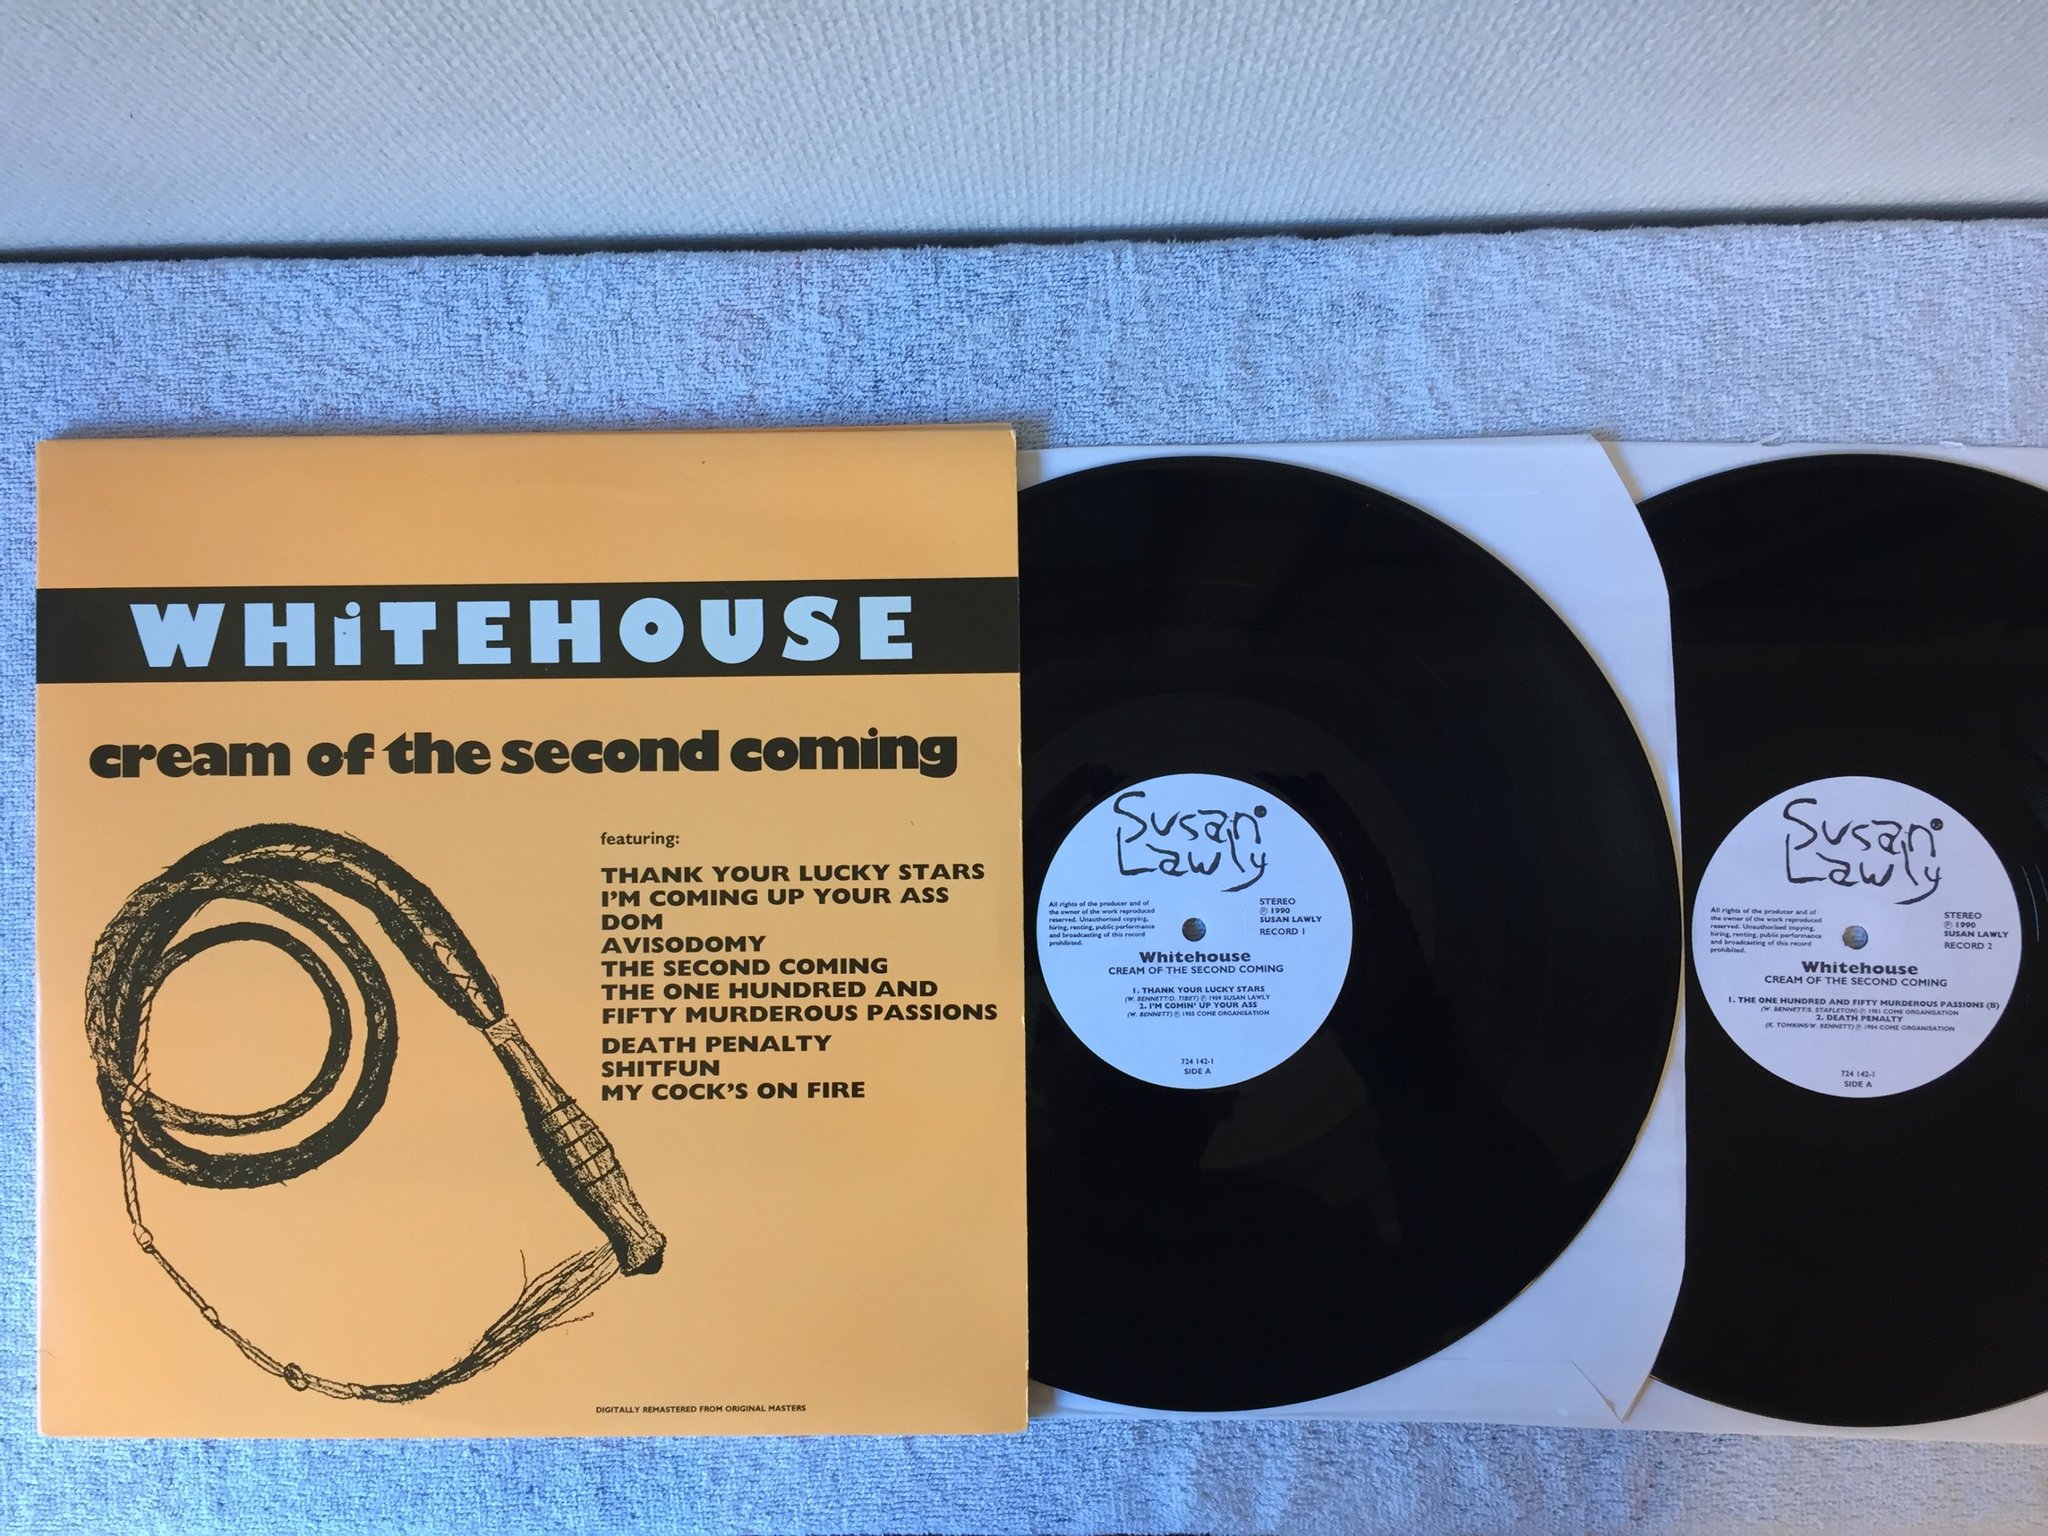 WHiTEHOUSE
cream of the second coming
featuring:
THANK YOUR LUCKY STARS
I'M COMING UP YOUR ASS
DOM
AVISODOMY
THE SECOND COMING
THE ONE HUNDRED AND
FIFTY MURDEROUS PASSIONS
DEATH PENALTY
SHITFUN
MY COCK'S ON FIRE
DIGITALLY REMASTERED FROM ORIGINAL MASTERS
Susan
Lawly
All rights of the producer and of
the owner of the work reproduced
reserved. Unauthorised copying,
hiring, renting, public performance
and broadcasting of this record
prohibited.
STEREO
℗ 1990
SUSAN LAWLY
RECORD 1
Whitehouse
CREAM OF THE SECOND COMING
1. THANK YOUR LUCKY STARS
(W. BENNETT/D. TIBET) ℗ 1989 SUSAN LAWLY
2. I'M COMIN' UP YOUR ASS
(W. BENNETT) ℗ 1985 COME ORGANISATION
724 142-1
SIDE A
Susan
Lawly
All rights of the producer and of
the owner of the work reproduced
reserved. Unauthorised copying,
hiring, renting, public performance
and broadcasting of this record
prohibited.
STEREO
℗ 1990
SUSAN LAWLY
RECORD 2
Whitehouse
CREAM OF THE SECOND COMING
1. THE ONE HUNDRED AND FIFTY MURDEROUS PASSIONS (B)
(W. BENNETT/S. STAPLETON) ℗ 1981 COME ORGANISATION
2. DEATH PENALTY
(K. TOMKINS/W. BENNETT) ℗ 1984 COME ORGANISATION
724 142-1
SIDE A